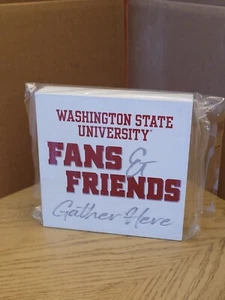 WASHINGTON STATE
UNIVERSITY®
FANS &
FRIENDS
Gather Here